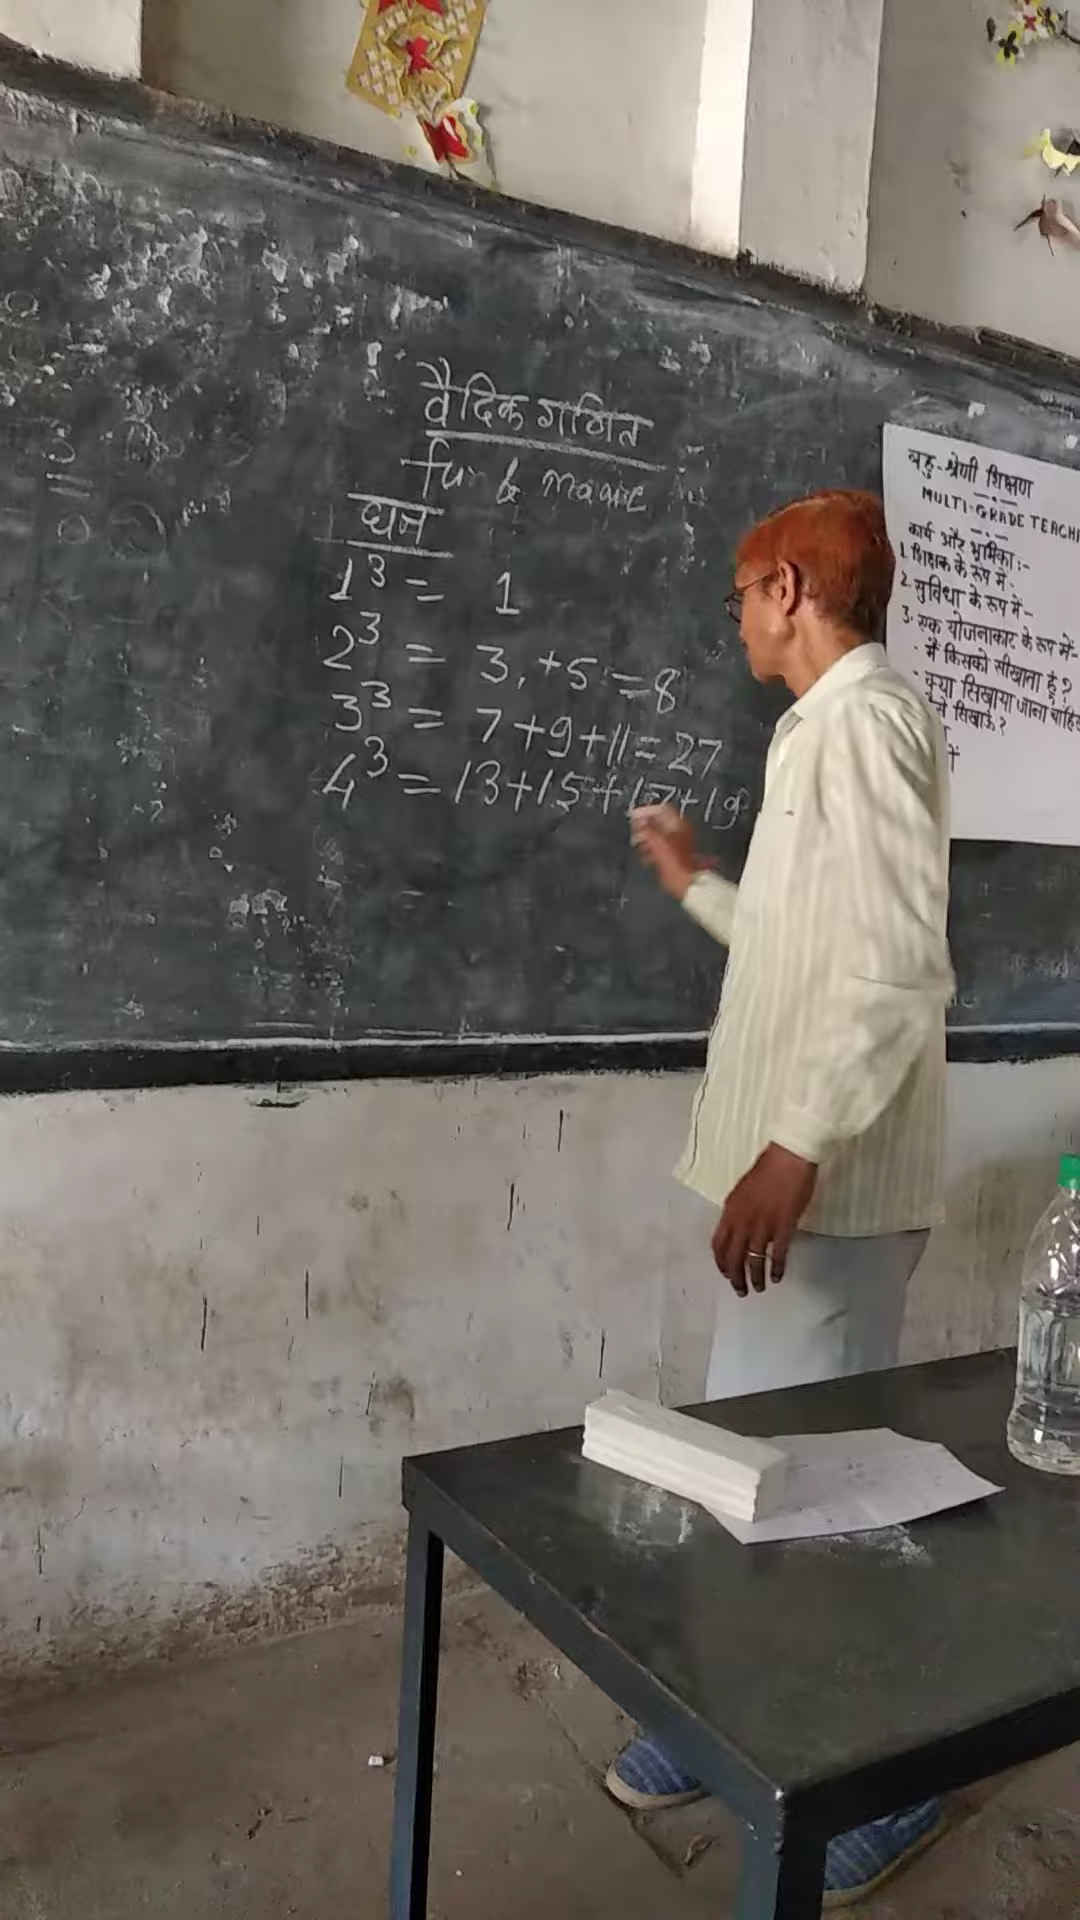 वैदिक गणित
fun & magic
घन
1³ = 1
2³ = 3, +5 = 8
3³ = 7+9+11= 27
4³ = 13+15+17+19
बहु-श्रेणी शिक्षण
MULTI-GRADE TEACHI
कार्य और भूमिका:-
1. शिक्षक के रूप में-
2. सुविधा के रूप में-
3. एक योजनाकार के रूप में-
- मैं किसको सीखाता हूं?
- क्या सिखाया जाना चाहि
से सिखाऊं?
3